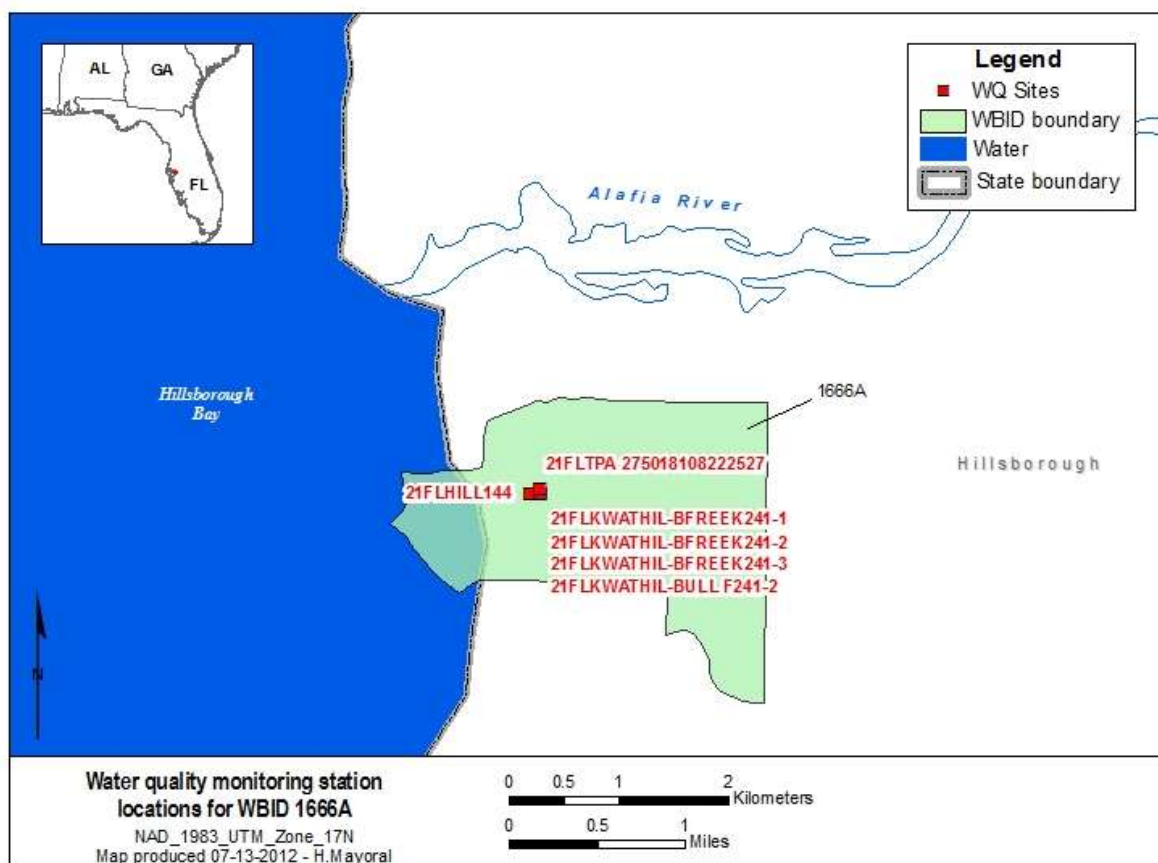 AL
GA
FL
Legend
WQ Sites
WBID boundary
Water
State boundary
Alafia River
Hillsborough
Bay
1666A
Hillsborough
21FLTPA 275018108222527
21FLHILL144
21FLKWATHIL-BFREEK241-1
21FLKWATHIL-BFREEK241-2
21FLKWATHIL-BFREEK241-3
21FLKWATHIL-BULL F241-2
N
Water quality monitoring station
locations for WBID 1666A
NAD_1983_UTM_Zone_17N
Map produced 07-13-2012 - H.Mayoral
0 0.5 1 2
Kilometers
0 0.5 1
Miles